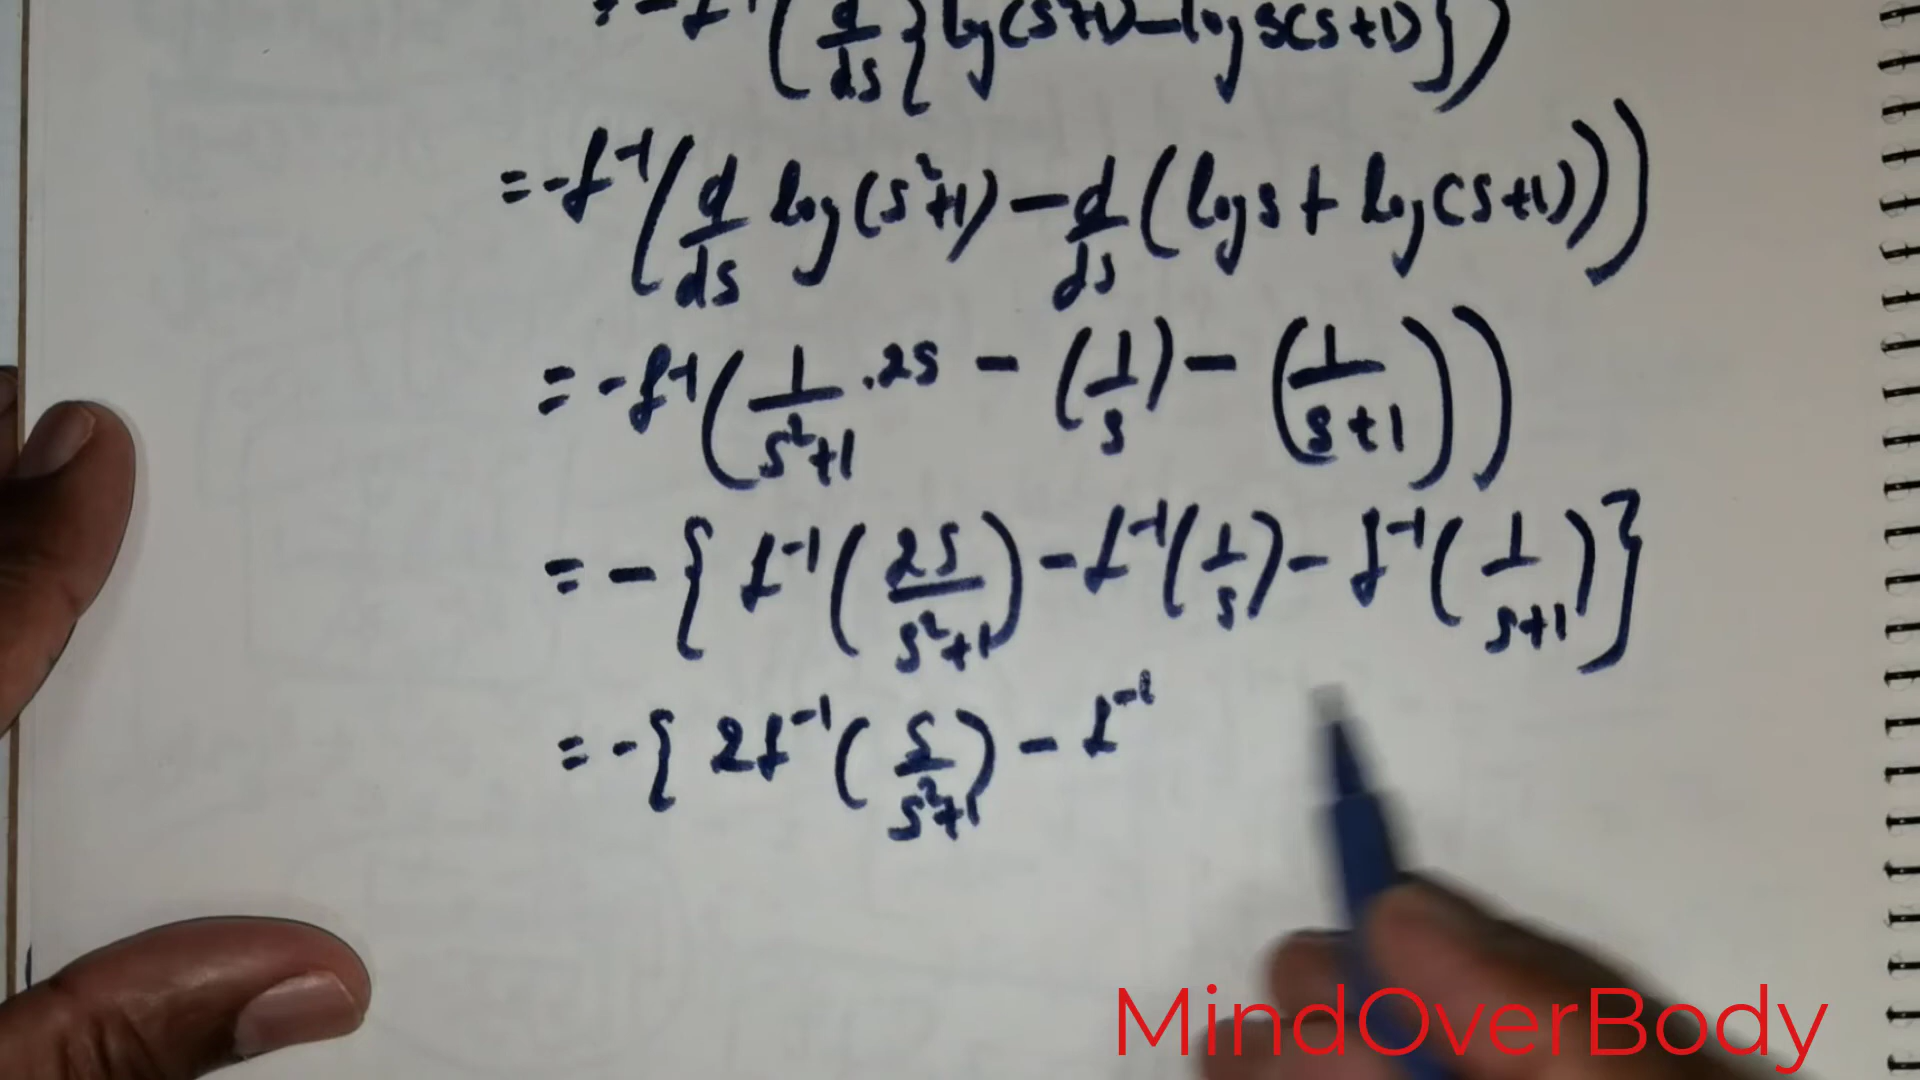 = -ℒ⁻¹(d/ds{log(s²+1)-log s(s+1)})
= -ℒ⁻¹(d/ds log(s²+1) - d/ds(log s + log(s+1)))
= -ℒ⁻¹(1/(s²+1) .2s - (1/s) - (1/(s+1)))
= -{ℒ⁻¹(2s/(s²+1)) - ℒ⁻¹(1/s) - ℒ⁻¹(1/(s+1))}
= -{2ℒ⁻¹(s/(s²+1)) - ℒ⁻¹
MindOverBody